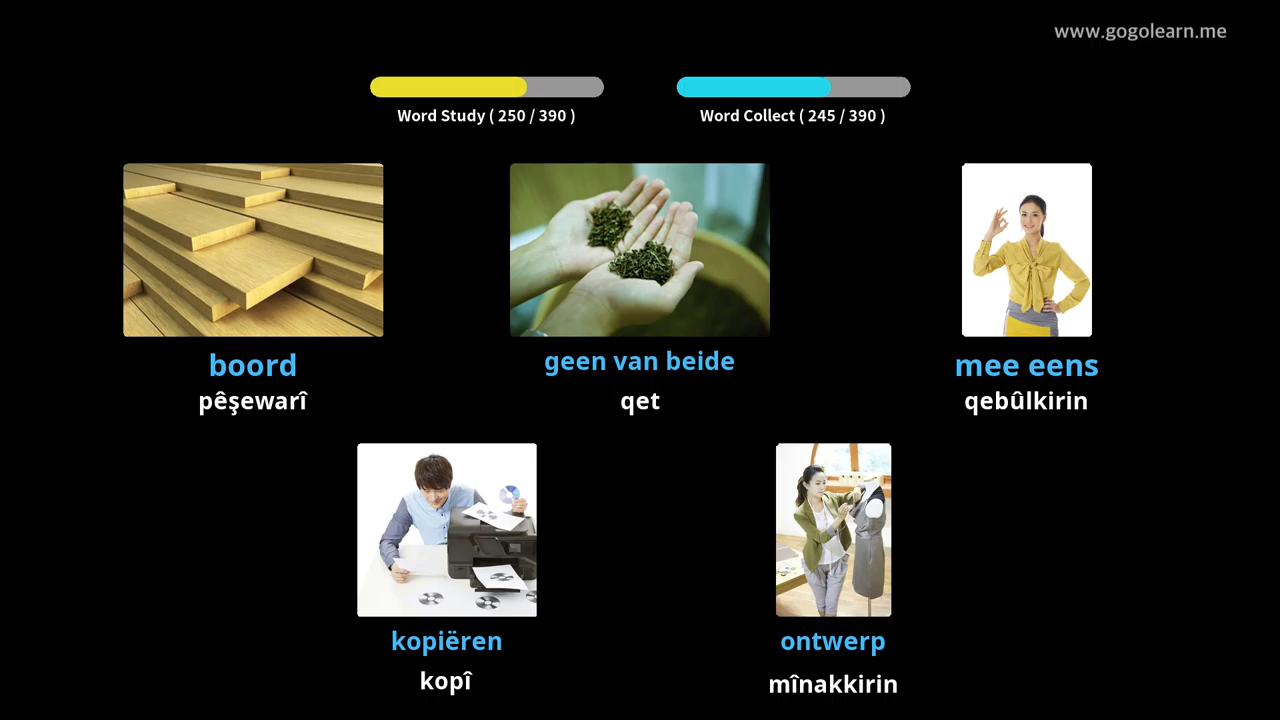 www.gogolearn.me
Word Study ( 250 / 390 )
Word Collect ( 245 / 390 )
boord
pêşewarî
geen van beide
qet
mee eens
qebûlkirin
kopiëren
kopî
ontwerp
mînakkirin